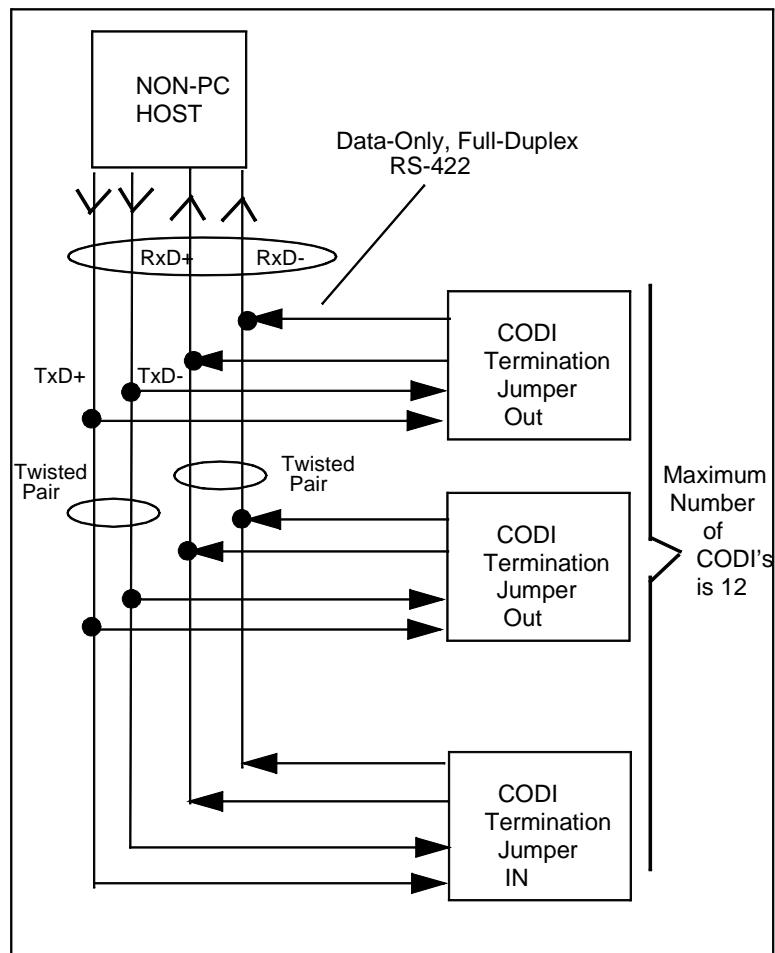 NON-PC
HOST
Data-Only, Full-Duplex
RS-422
RxD+
RxD-
CODI
Termination
Jumper
Out
TxD+
TxD-
Twisted
Pair
Twisted
Pair
CODI
Termination
Jumper
Out
Maximum
Number
of
CODI's
is 12
CODI
Termination
Jumper
IN